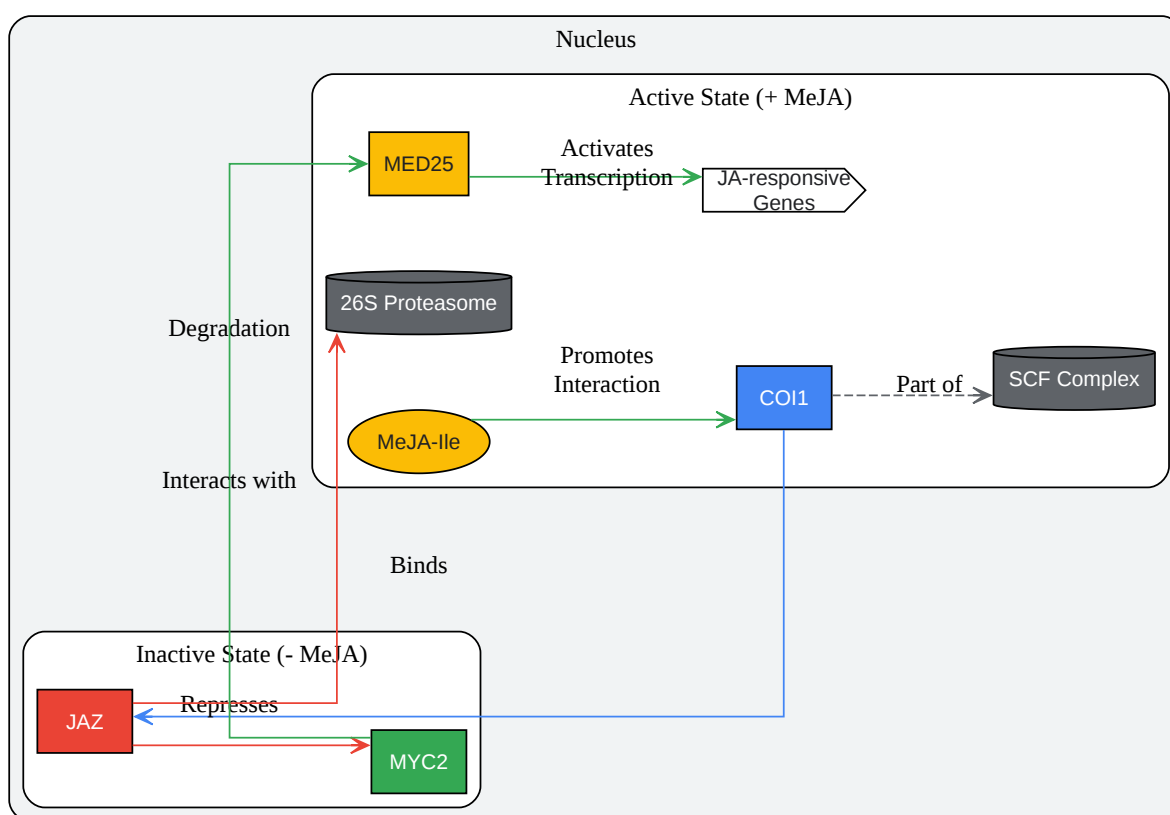 Nucleus
Active State (+ MeJA)
MED25
Activates
Transcription
JA-responsive
Genes
26S Proteasome
Degradation
Promotes
Interaction
COI1
Part of
SCF Complex
MeJA-Ile
Interacts with
Binds
Inactive State (- MeJA)
JAZ
Represses
MYC2